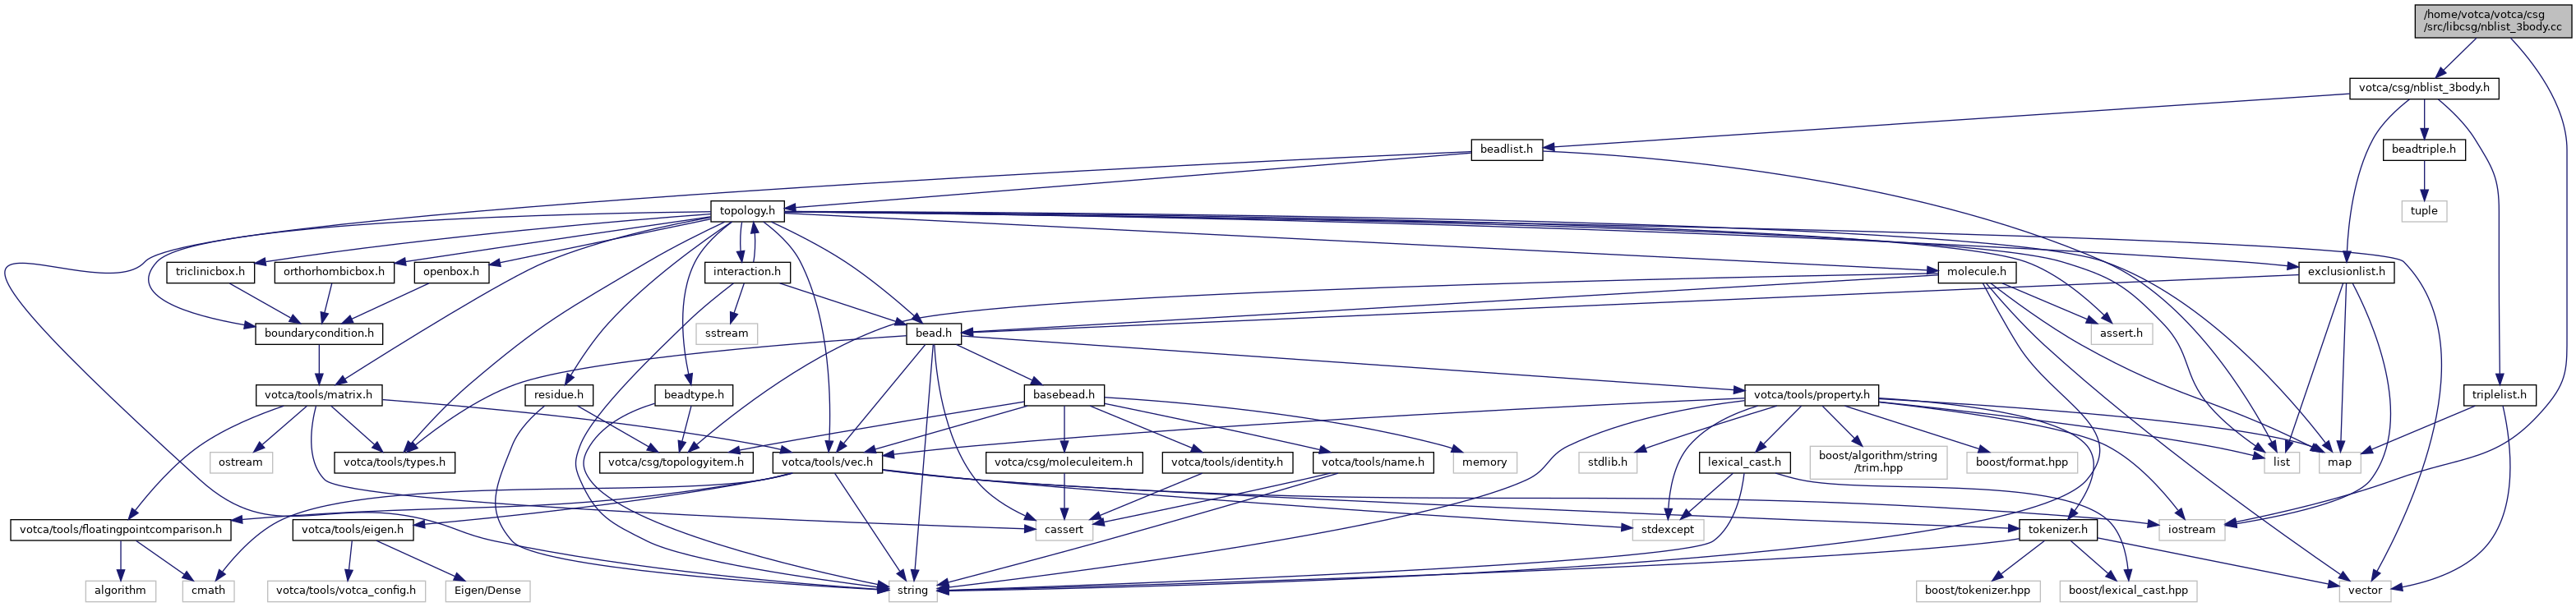 /home/votca/votca/csg
/src/libcsg/nblist_3body.cc
votca/csg/nblist_3body.h
beadlist.h
beadtriple.h
topology.h
tuple
triclinicbox.h
orthorhombicbox.h
openbox.h
interaction.h
molecule.h
exclusionlist.h
boundarycondition.h
sstream
bead.h
assert.h
votca/tools/matrix.h
residue.h
beadtype.h
basebead.h
votca/tools/property.h
triplelist.h
ostream
votca/tools/types.h
votca/csg/topologyitem.h
votca/tools/vec.h
votca/csg/moleculeitem.h
votca/tools/identity.h
votca/tools/name.h
memory
stdlib.h
lexical_cast.h
boost/algorithm/string
/trim.hpp
boost/format.hpp
list
map
votca/tools/floatingpointcomparison.h
votca/tools/eigen.h
cassert
stdexcept
tokenizer.h
iostream
algorithm
cmath
votca/tools/votca_config.h
Eigen/Dense
string
boost/tokenizer.hpp
boost/lexical_cast.hpp
vector